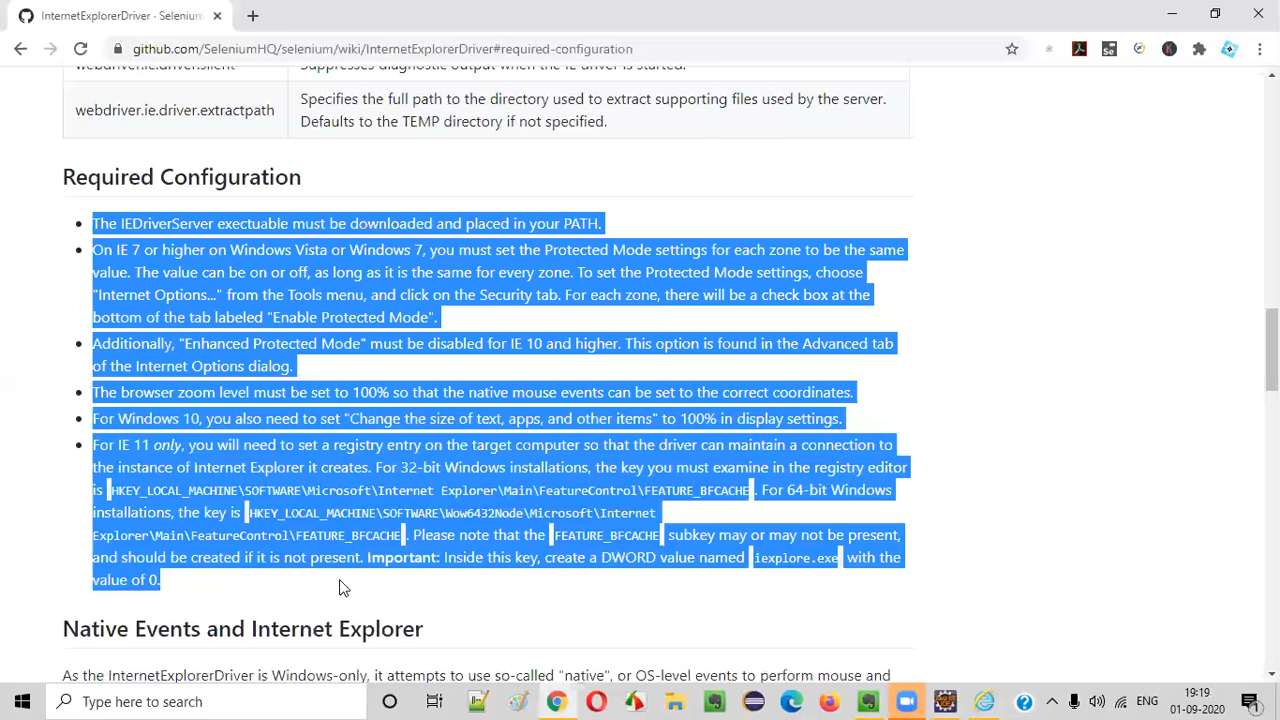 InternetExplorerDriver · Selenium
github.com/SeleniumHQ/selenium/wiki/InternetExplorerDriver#required-configuration
webdriver.ie.driver.silent
Suppresses diagnostic output when the IE driver is started.
webdriver.ie.driver.extractpath
Specifies the full path to the directory used to extract supporting files used by the server.
Defaults to the TEMP directory if not specified.
Required Configuration
The IEDriverServer exectuable must be downloaded and placed in your PATH.
On IE 7 or higher on Windows Vista or Windows 7, you must set the Protected Mode settings for each zone to be the same
value. The value can be on or off, as long as it is the same for every zone. To set the Protected Mode settings, choose
"Internet Options..." from the Tools menu, and click on the Security tab. For each zone, there will be a check box at the
bottom of the tab labeled "Enable Protected Mode".
Additionally, "Enhanced Protected Mode" must be disabled for IE 10 and higher. This option is found in the Advanced tab
of the Internet Options dialog.
The browser zoom level must be set to 100% so that the native mouse events can be set to the correct coordinates.
For Windows 10, you also need to set "Change the size of text, apps, and other items" to 100% in display settings.
For IE 11 only, you will need to set a registry entry on the target computer so that the driver can maintain a connection to
the instance of Internet Explorer it creates. For 32-bit Windows installations, the key you must examine in the registry editor
is HKEY_LOCAL_MACHINE\SOFTWARE\Microsoft\Internet Explorer\Main\FeatureControl\FEATURE_BFCACHE . For 64-bit Windows
installations, the key is HKEY_LOCAL_MACHINE\SOFTWARE\Wow6432Node\Microsoft\Internet
Explorer\Main\FeatureControl\FEATURE_BFCACHE . Please note that the FEATURE_BFCACHE subkey may or may not be present,
and should be created if it is not present. Important: Inside this key, create a DWORD value named iexplore.exe with the
value of 0.
Native Events and Internet Explorer
As the InternetExplorerDriver is Windows-only, it attempts to use so-called "native", or OS-level events to perform mouse and
Type here to search
ENG
19:19
01-09-2020